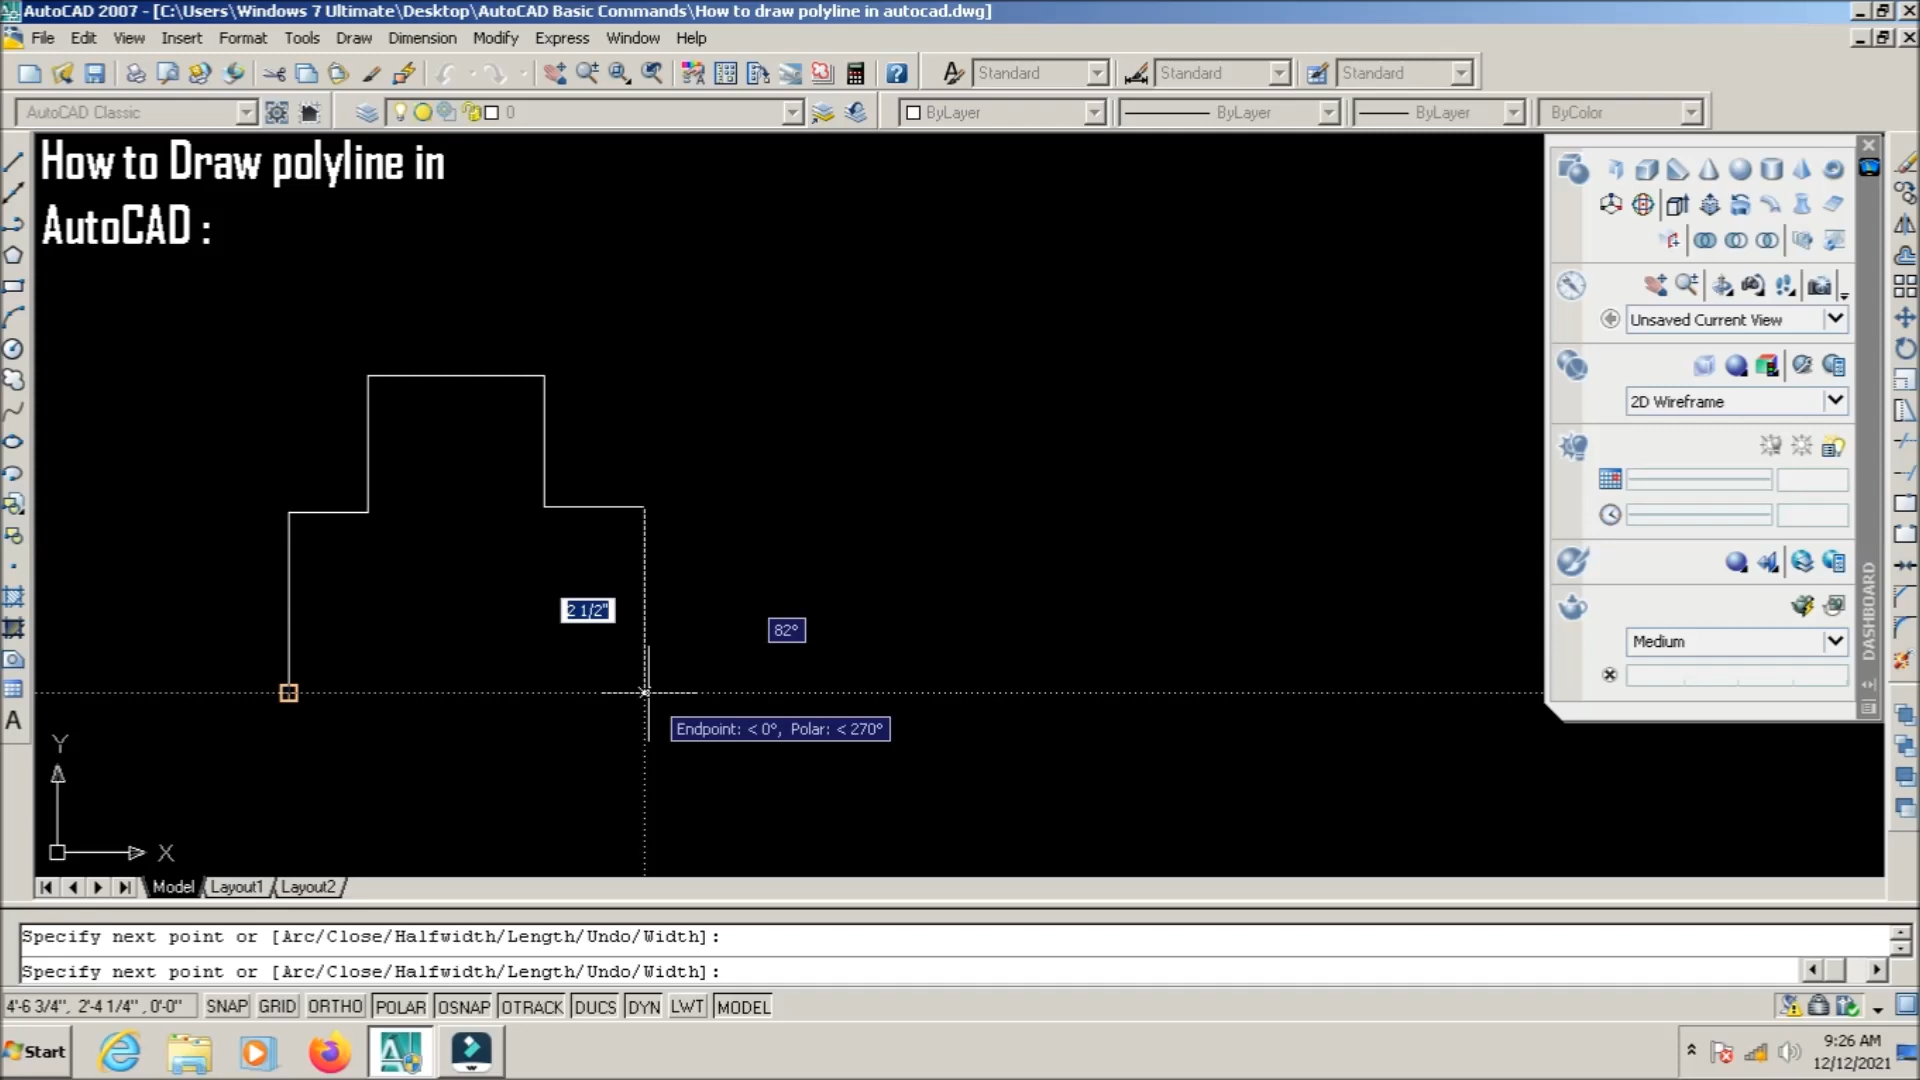 AutoCAD 2007 - [C:\Users\Windows 7 Ultimate\Desktop\AutoCAD Basic Commands\How to draw polyline in autocad.dwg]
File Edit View Insert Format Tools Draw Dimension Modify Express Window Help
Standard Standard Standard
AutoCAD Classic 0 ByLayer ByLayer ByLayer ByColor
How to Draw polyline in
AutoCAD :
Unsaved Current View
2D Wireframe
2 1/2"
82°
DASHBOARD
Medium
Endpoint: < 0°, Polar: < 270°
A
Y
X
Model Layout1 Layout2
Specify next point or [Arc/Close/Halfwidth/Length/Undo/Width]:
Specify next point or [Arc/Close/Halfwidth/Length/Undo/Width]:
4'-6 3/4", 2'-4 1/4" , 0'-0" SNAP GRID ORTHO POLAR OSNAP OTRACK DUCS DYN LWT MODEL
Start
9:26 AM
12/12/2021